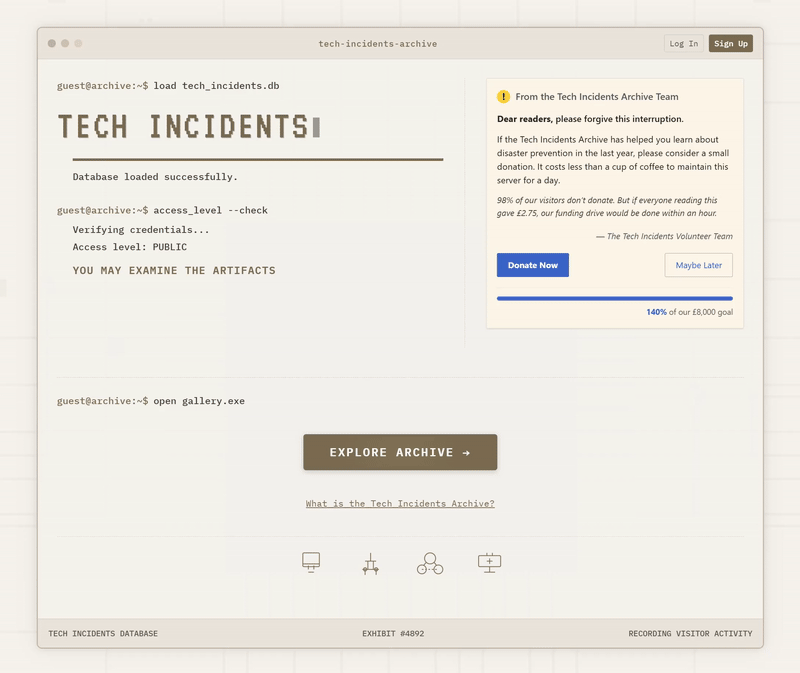 tech-incidents-archive
Log In
Sign Up
guest@archive:~$ load tech_incidents.db
TECH INCIDENTS
Database loaded successfully.
guest@archive:~$ access_level --check
Verifying credentials...
Access level: PUBLIC
YOU MAY EXAMINE THE ARTIFACTS
! From the Tech Incidents Archive Team
Dear readers, please forgive this interruption.
If the Tech Incidents Archive has helped you learn about
disaster prevention in the last year, please consider a small
donation. It costs less than a cup of coffee to maintain this
server for a day.
98% of our visitors don't donate. But if everyone reading this
gave £2.75, our funding drive would be done within an hour.
— The Tech Incidents Volunteer Team
Donate Now
Maybe Later
140% of our £8,000 goal
guest@archive:~$ open gallery.exe
EXPLORE ARCHIVE →
What is the Tech Incidents Archive?
TECH INCIDENTS DATABASE
EXHIBIT #4892
RECORDING VISITOR ACTIVITY